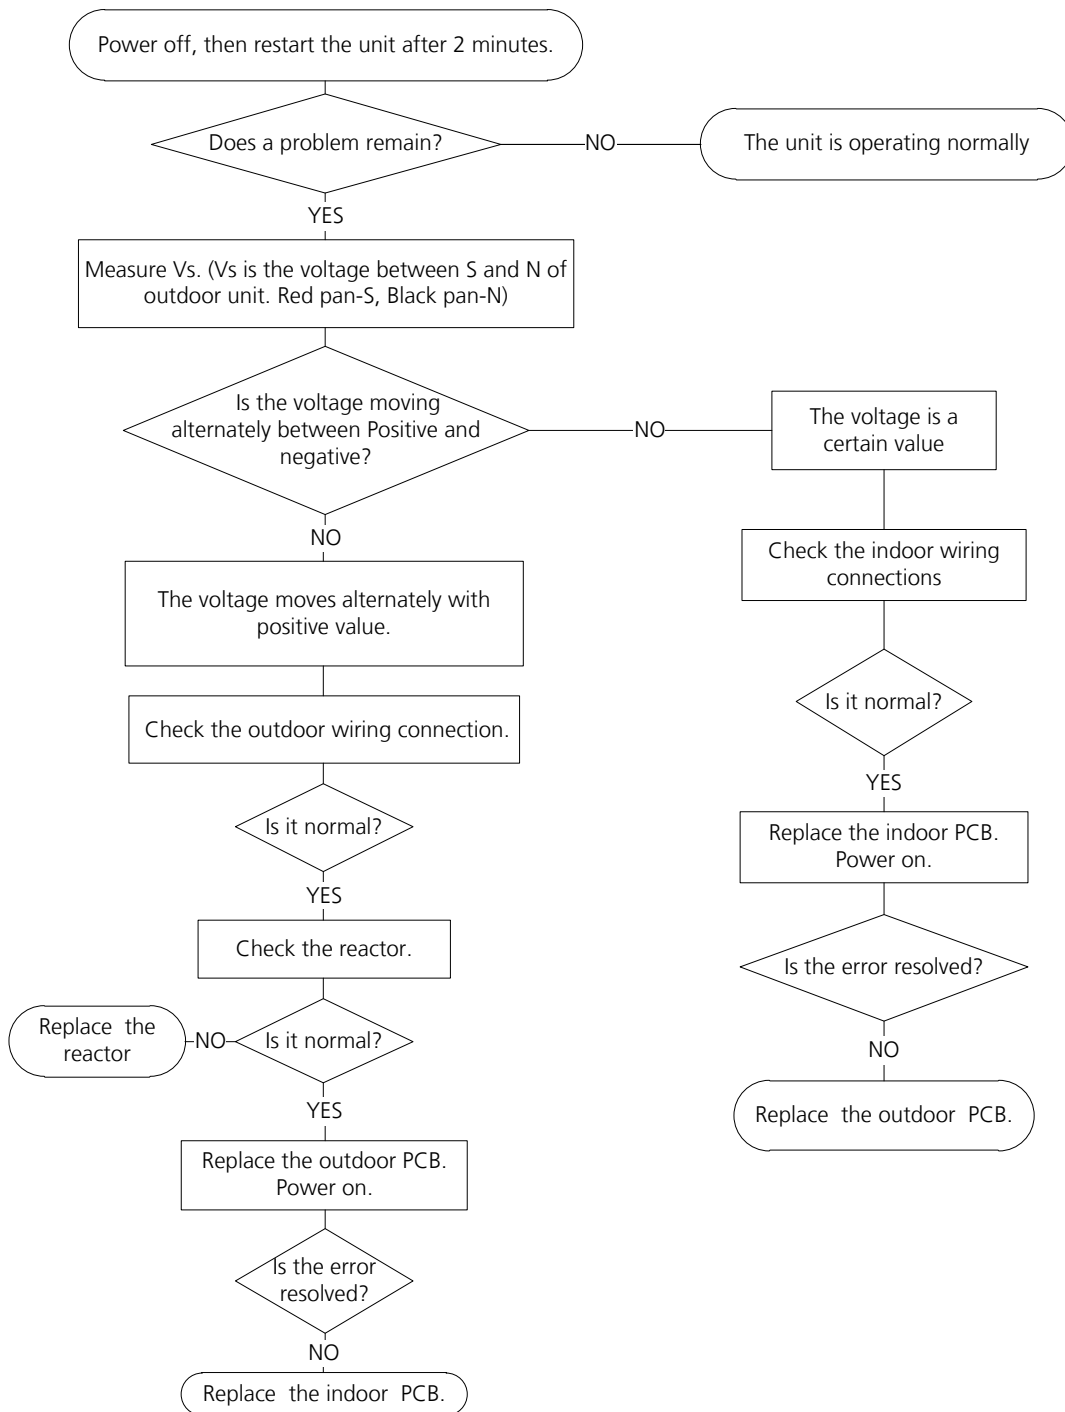 Power off, then restart the unit after 2 minutes.
Does a problem remain?
NO
The unit is operating normally
YES
Measure Vs. (Vs is the voltage between S and N of
outdoor unit. Red pan-S, Black pan-N)
Is the voltage moving
alternately between Positive and
negative?
NO
The voltage is a
certain value
NO
The voltage moves alternately with
positive value.
Check the outdoor wiring connection.
Is it normal?
YES
Check the reactor.
Is it normal?
NO
Replace the
reactor
YES
Replace the outdoor PCB.
Power on.
Is the error
resolved?
NO
Replace the indoor PCB.
Check the indoor wiring
connections
Is it normal?
YES
Replace the indoor PCB.
Power on.
Is the error resolved?
NO
Replace the outdoor PCB.